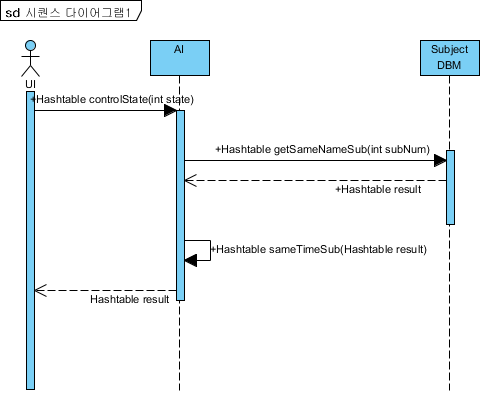 sd 시퀀스 다이어그램1
UI
AI
Subject
DBM
+Hashtable controlState(int state)
+Hashtable getSameNameSub(int subNum)
+Hashtable result
+Hashtable sameTimeSub(Hashtable result)
Hashtable result